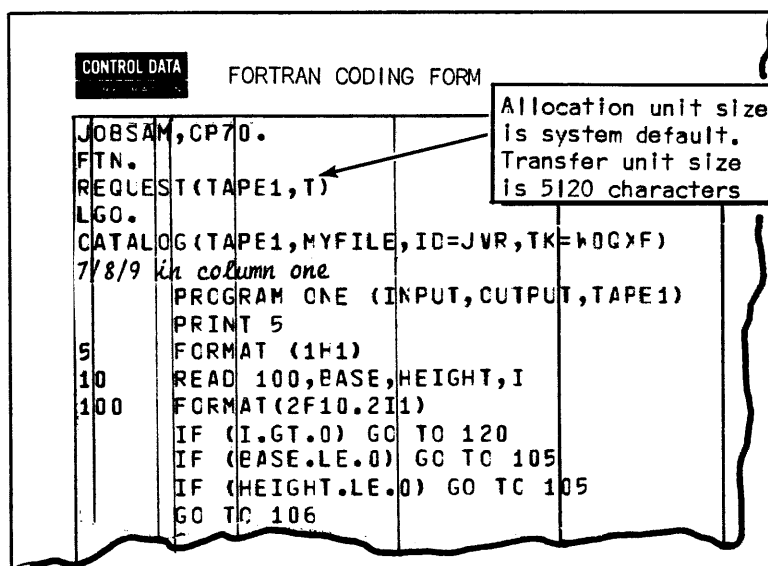 CONTROL DATA
FORTRAN CODING FORM
Allocation unit size
is system default.
Transfer unit size
is 5120 characters
JOBSAM,CP70.
FTN.
REQUEST(TAPE1,T)
LGO.
CATALOG(TAPE1,MYFILE,ID=JWR,TK=WDQXF)
7/8/9 in column one
PROGRAM ONE (INPUT,OUTPUT,TAPE1)
PRINT 5
5 FORMAT (1H1)
10 READ 100,BASE,HEIGHT,I
100 FORMAT(2F10.2I1)
IF (I.GT.0) GO TO 120
IF (BASE.LE.0) GO TO 105
IF (HEIGHT.LE.0) GO TO 105
GO TO 106